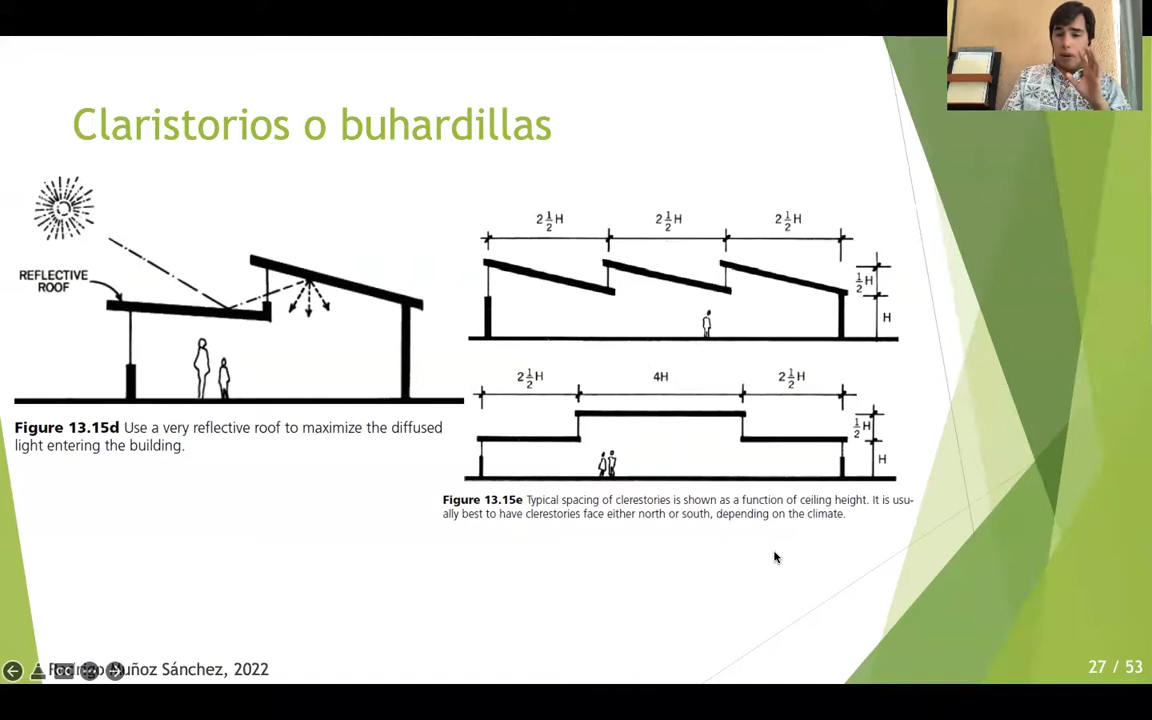 Claristorios o buhardillas
REFLECTIVE
ROOF
Figure 13.15d Use a very reflective roof to maximize the diffused
light entering the building.
2 1/2 H
2 1/2 H
2 1/2 H
1/2 H
H
2 1/2 H
4H
2 1/2 H
1/2 H
H
Figure 13.15e Typical spacing of clerestories is shown as a function of ceiling height. It is usu-
ally best to have clerestories face either north or south, depending on the climate.
Rodrigo Muñoz Sánchez, 2022
27 / 53